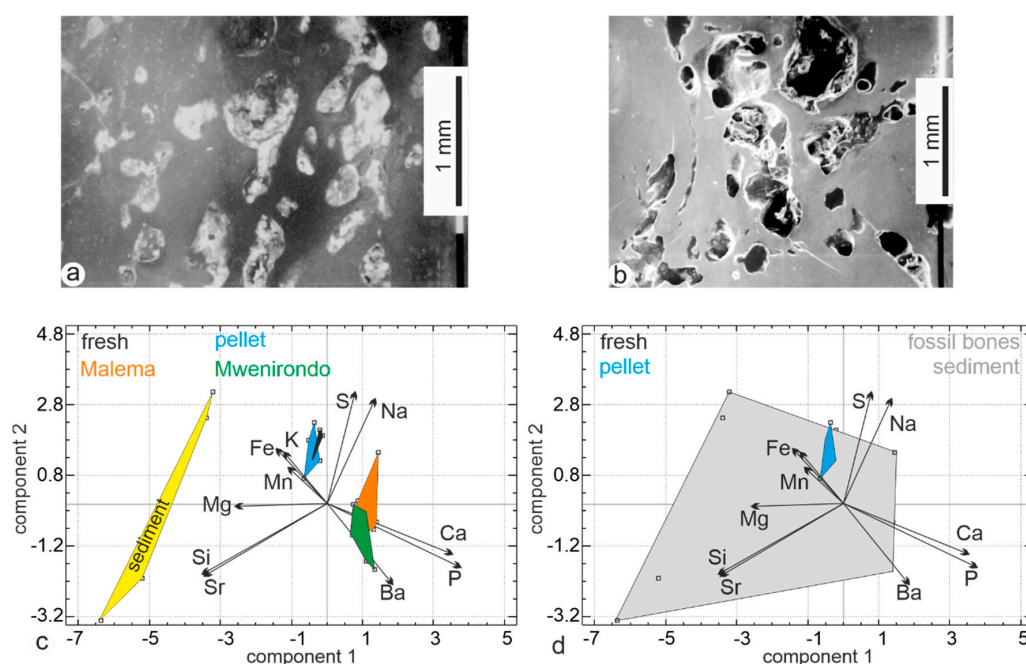 1 mm
a
1 mm
b
4.8
2.8
0.8
-1.2
-3.2
component 2
fresh
pellet
Malema
Mwenirondo
S
Na
K
Fe
Mn
Mg
Si
Sr
Ca
P
Ba
sediment
-7 -5 -3 -1 1 3 5
c
component 1
4.8
2.8
0.8
-1.2
-3.2
component 2
fresh
pellet
fossil bones
sediment
S
Na
Fe
Mn
Mg
Si
Sr
Ca
P
Ba
-7 -5 -3 -1 1 3 5
d
component 1